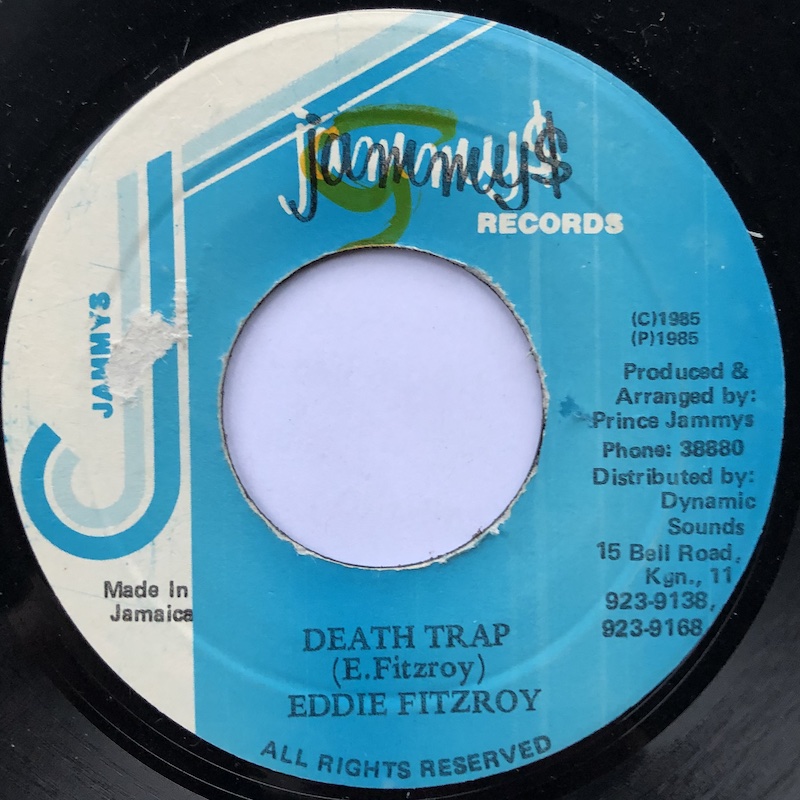 jammy$
RECORDS
JAMMYS
(C)1985
(P)1985
Produced &
Arranged by:
Prince Jammys
Phone: 38880
Distributed by:
Dynamic
Sounds
15 Bell Road,
Kgn., 11
923-9138,
923-9168
Made In
Jamaica
DEATH TRAP
(E.Fitzroy)
EDDIE FITZROY
ALL RIGHTS RESERVED